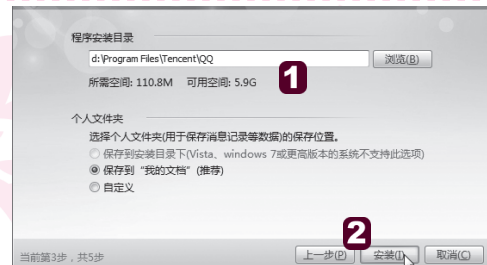 程序安装目录
d:\Program Files\Tencent\QQ 浏览(B)
所需空间: 110.8M 可用空间: 5.9G
1
个人文件夹
选择个人文件夹(用于保存消息记录等数据)的保存位置。
保存到安装目录下(Vista、windows 7或更高版本的系统不支持此选项)
保存到 "我的文档" (推荐)
自定义
2
当前第3步，共5步 上一步(P) 安装(I) 取消(C)